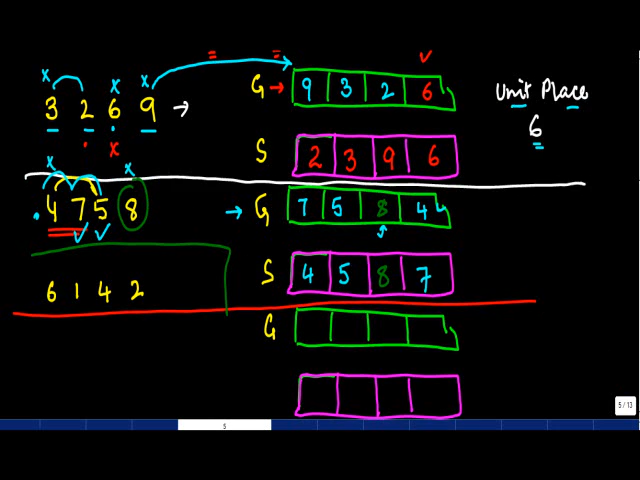 3 2 6 9
G 9 3 2 6
Unit Place
6
S 2 3 9 6
4 7 5 8
G 7 5 8 4
S 4 5 8 7
6 1 4 2
G
5
5 / 13